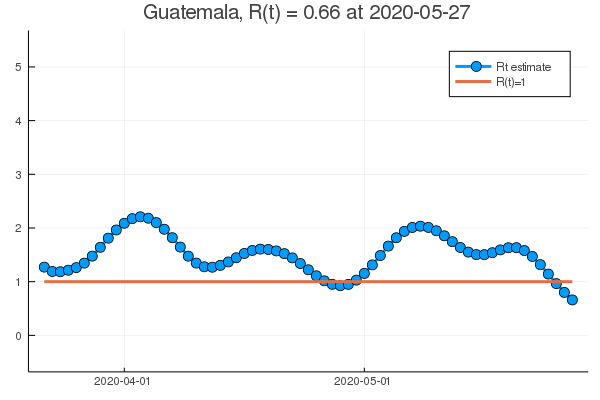 Guatemala, R(t) = 0.66 at 2020-05-27
Rt estimate
R(t)=1
5
4
3
2
1
0
2020-04-01
2020-05-01